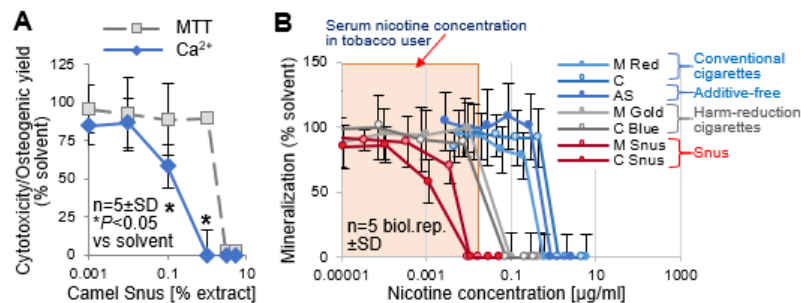 A
MTT
Ca²⁺
Cytotoxicity/Osteogenic yield
(% solvent)
125
100
75
50
25
0
n=5±SD
*P<0.05
vs solvent
*
*
0.001
0.1
10
Camel Snus [% extract]
B
Serum nicotine concentration
in tobacco user
Mineralization (% solvent)
150
100
50
0
n=5 biol.rep.
±SD
0.00001
0.001
0.1
10
1000
Nicotine concentration [µg/ml]
M Red
C
AS
M Gold
C Blue
M Snus
C Snus
Conventional
cigarettes
Additive-free
Harm-reduction
cigarettes
Snus